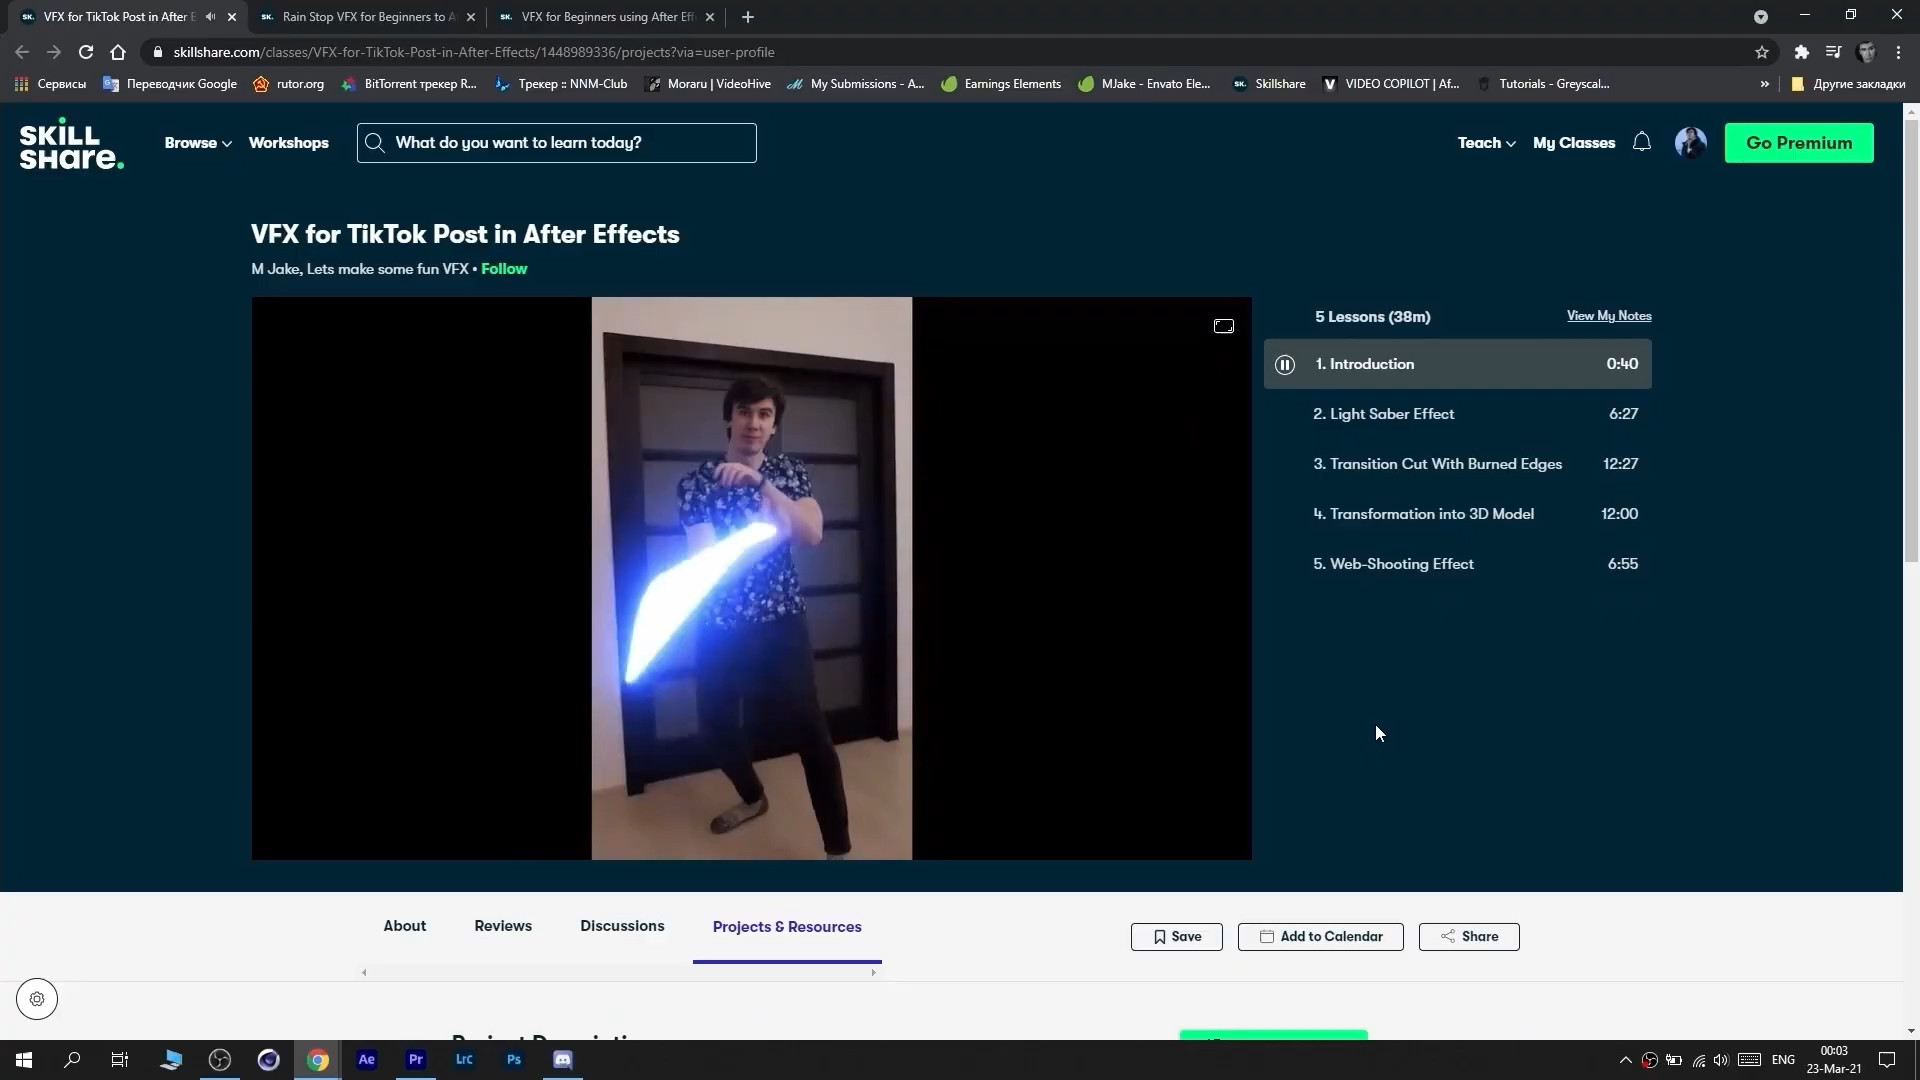 VFX for TikTok Post in After E
Rain Stop VFX for Beginners to A
VFX for Beginners using After Eff
skillshare.com/classes/VFX-for-TikTok-Post-in-After-Effects/1448989336/projects?via=user-profile
Сервисы
Переводчик Google
rutor.org
BitTorrent трекер R...
Трекер :: NNM-Club
Moraru | VideoHive
My Submissions - A...
Earnings Elements
MJake - Envato Ele...
Skillshare
VIDEO COPILOT | Af...
Tutorials - Greyscal...
»
Другие закладки
SKILL
SHARE.
Browse
Workshops
What do you want to learn today?
Teach
My Classes
Go Premium
VFX for TikTok Post in After Effects
M Jake, Lets make some fun VFX • Follow
5 Lessons (38m)
View My Notes
1. Introduction 0:40
2. Light Saber Effect 6:27
3. Transition Cut With Burned Edges 12:27
4. Transformation into 3D Model 12:00
5. Web-Shooting Effect 6:55
About
Reviews
Discussions
Projects & Resources
Save
Add to Calendar
Share
Ae
Pr
Lrc
Ps
ENG
00:03
23-Mar-21